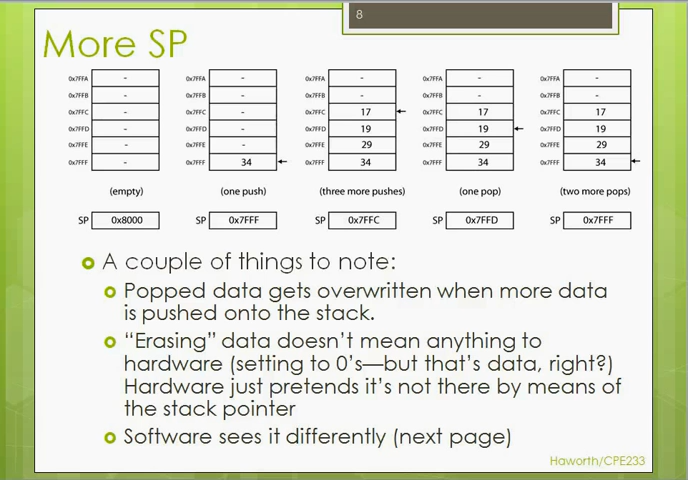 8
More SP
0x7FFA - 0x7FFA - 0x7FFA - 0x7FFA - 0x7FFA -
0x7FFB - 0x7FFB - 0x7FFB - 0x7FFB - 0x7FFB -
0x7FFC - 0x7FFC - 0x7FFC 17 0x7FFC 17 0x7FFC 17
0x7FFD - 0x7FFD - 0x7FFD 19 0x7FFD 19 0x7FFD 19
0x7FFE - 0x7FFE - 0x7FFE 29 0x7FFE 29 0x7FFE 29
0x7FFF - 0x7FFF 34 0x7FFF 34 0x7FFF 34 0x7FFF 34
(empty) (one push) (three more pushes) (one pop) (two more pops)
SP 0x8000 SP 0x7FFF SP 0x7FFC SP 0x7FFD SP 0x7FFF
A couple of things to note:
Popped data gets overwritten when more data
is pushed onto the stack.
“Erasing” data doesn’t mean anything to
hardware (setting to 0’s—but that’s data, right?)
Hardware just pretends it’s not there by means of
the stack pointer
Software sees it differently (next page)
Haworth/CPE233